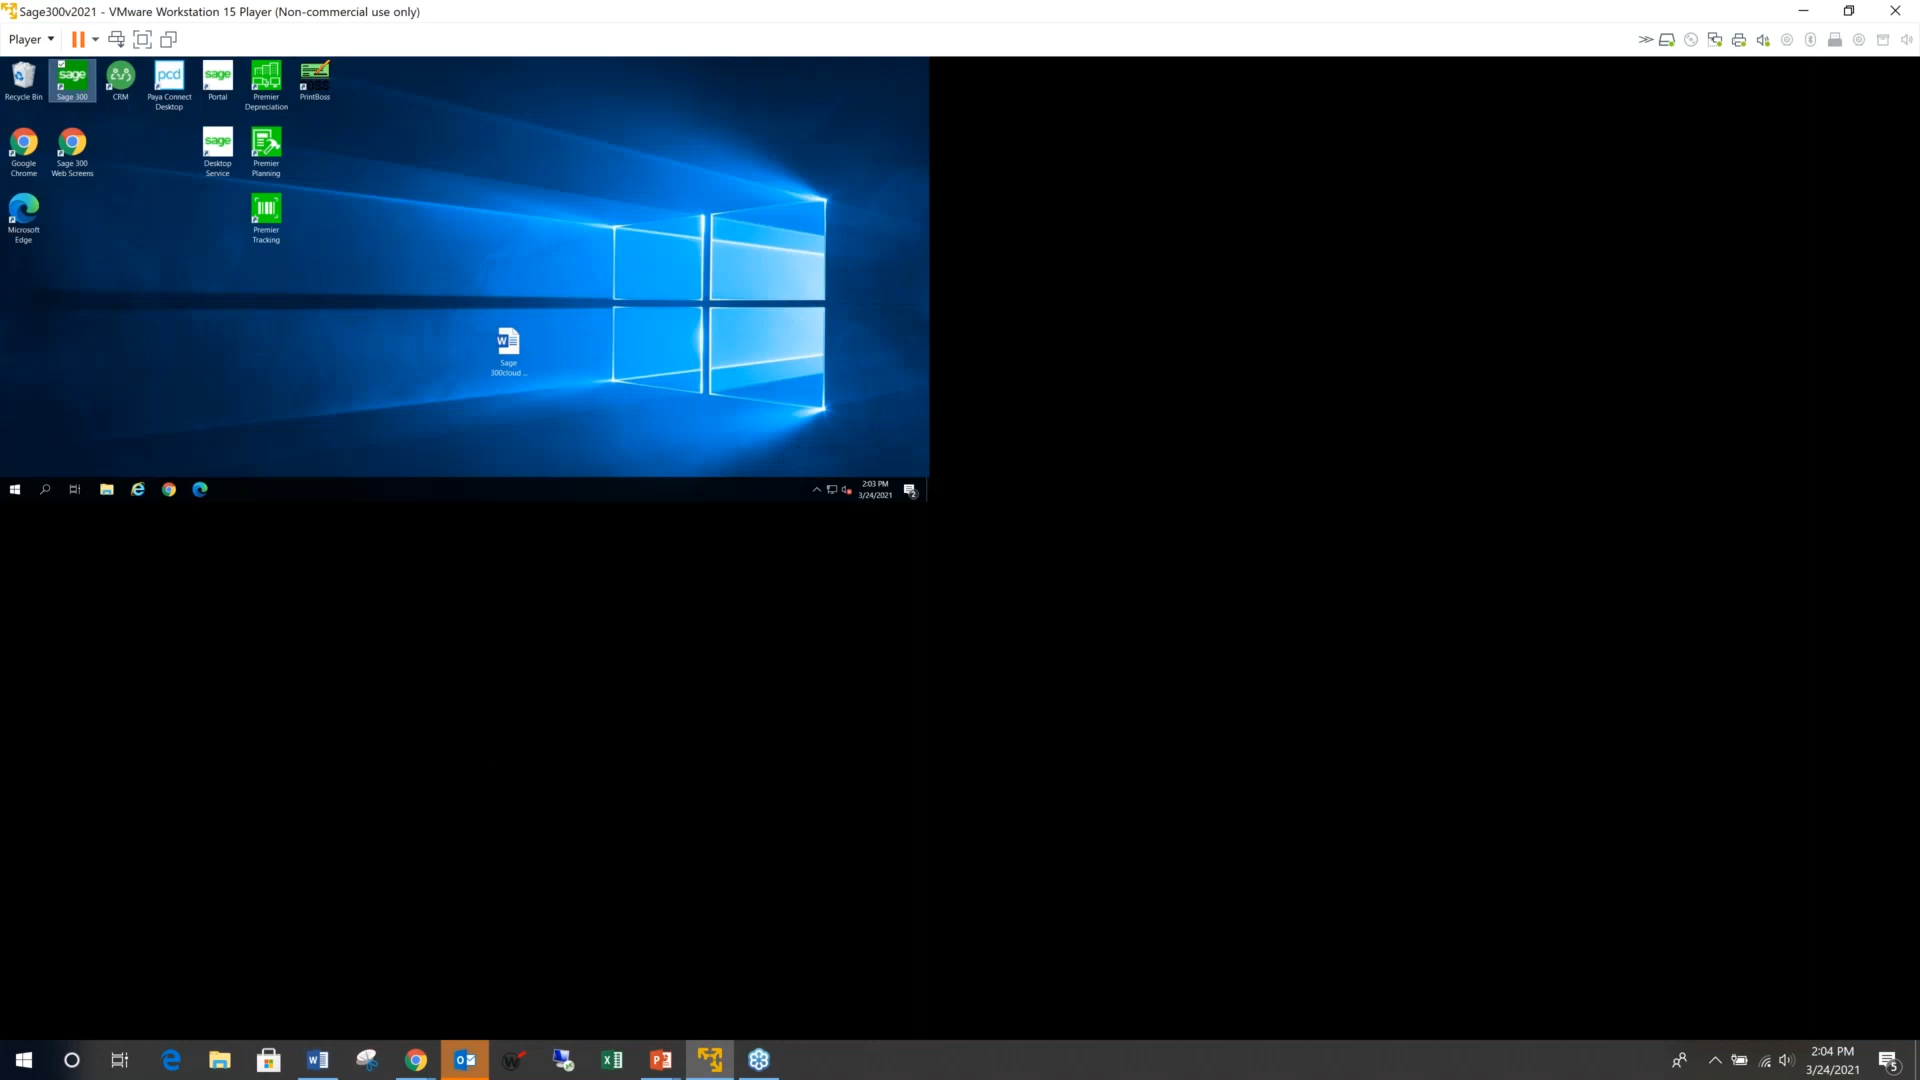 Sage300v2021 - VMware Workstation 15 Player (Non-commercial use only)
Player
sage
pcd
sage
Recycle Bin
Sage 300
CRM
Paya Connect
Desktop
Portal
Premier
Depreciation
PrintBoss
sage
Google
Chrome
Sage 300
Web Screens
Desktop
Service
Premier
Planning
Microsoft
Edge
Premier
Tracking
W
Sage
300cloud ...
2:03 PM
3/24/2021
2
2:04 PM
3/24/2021
5